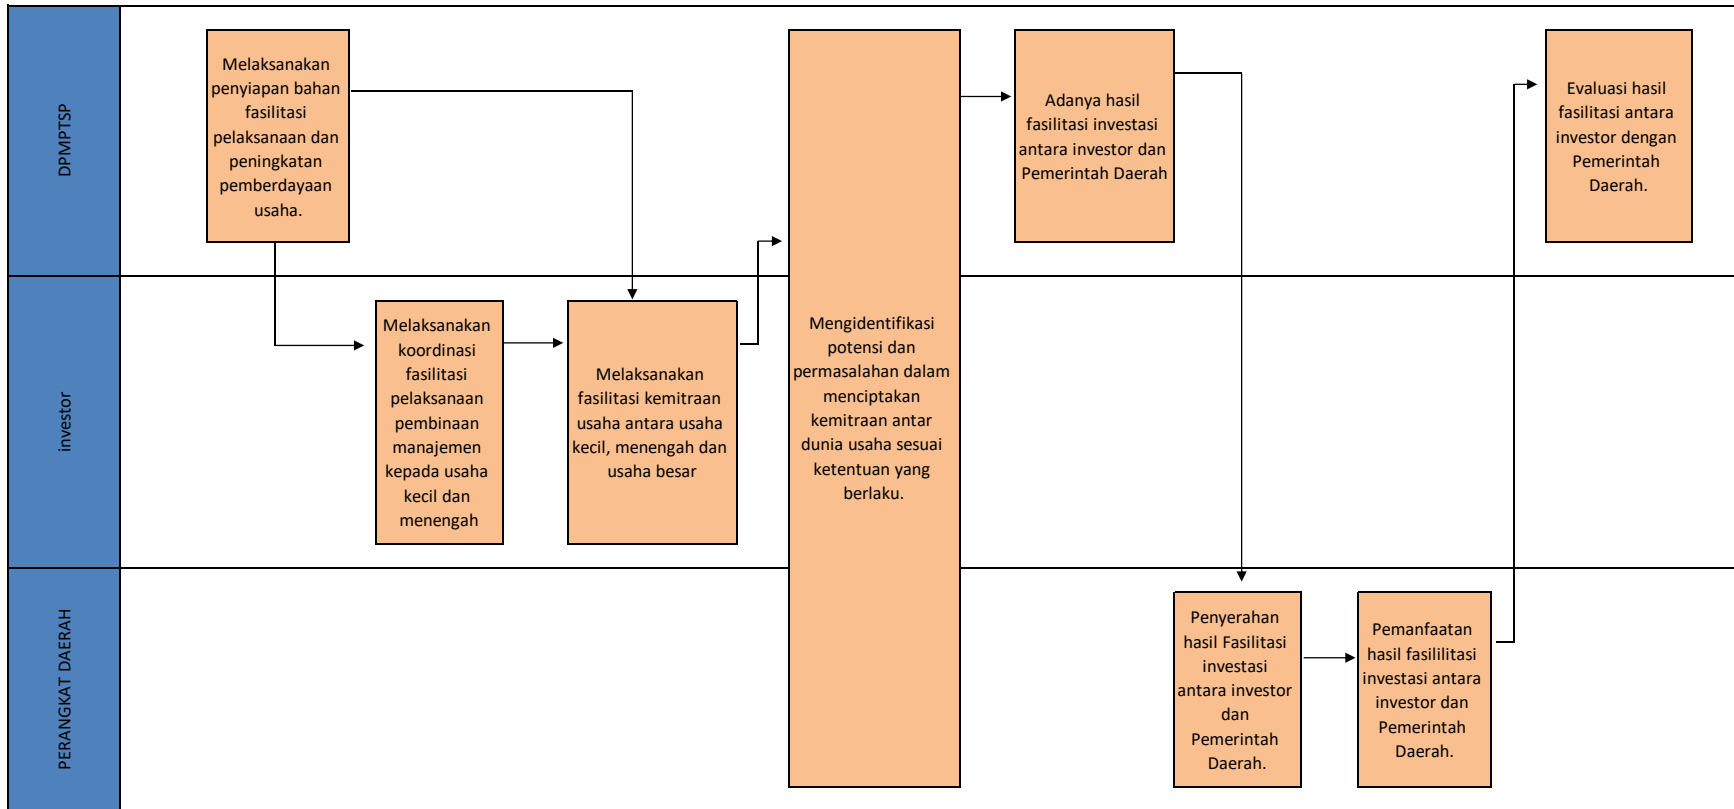 DPMPTSP
Melaksanakan
penyiapan bahan
fasilitasi
pelaksanaan dan
peningkatan
pemberdayaan
usaha.
Adanya hasil
fasilitasi investasi
antara investor dan
Pemerintah Daerah
Evaluasi hasil
fasilitasi antara
investor dengan
Pemerintah
Daerah.
investor
Melaksanakan
koordinasi
fasilitasi
pelaksanaan
pembinaan
manajemen
kepada usaha
kecil dan
menengah
Melaksanakan
fasilitasi kemitraan
usaha antara usaha
kecil, menengah dan
usaha besar
Mengidentifikasi
potensi dan
permasalahan dalam
menciptakan
kemitraan antar
dunia usaha sesuai
ketentuan yang
berlaku.
PERANGKAT DAERAH
Penyerahan
hasil Fasilitasi
investasi
antara investor
dan
Pemerintah
Daerah.
Pemanfaatan
hasil fasililitasi
investasi antara
investor dan
Pemerintah
Daerah.